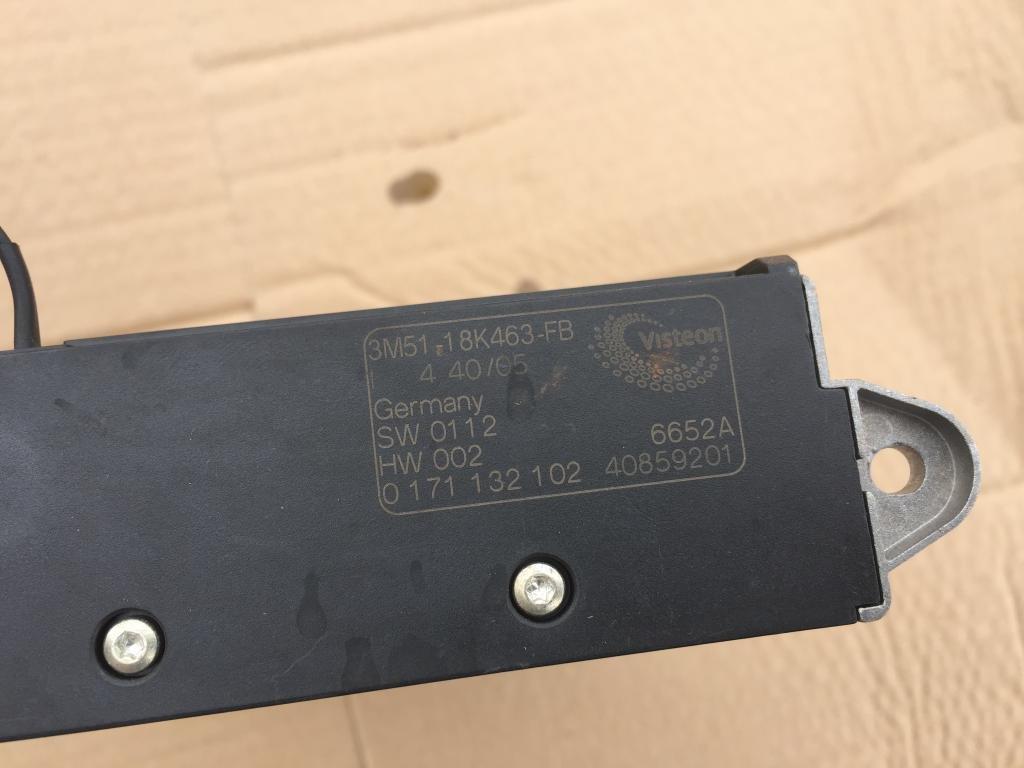 3M51-18K463-FB
Visteon
4 40/05
Germany
SW 0112
HW 002 6652A
0 171 132 102 40859201